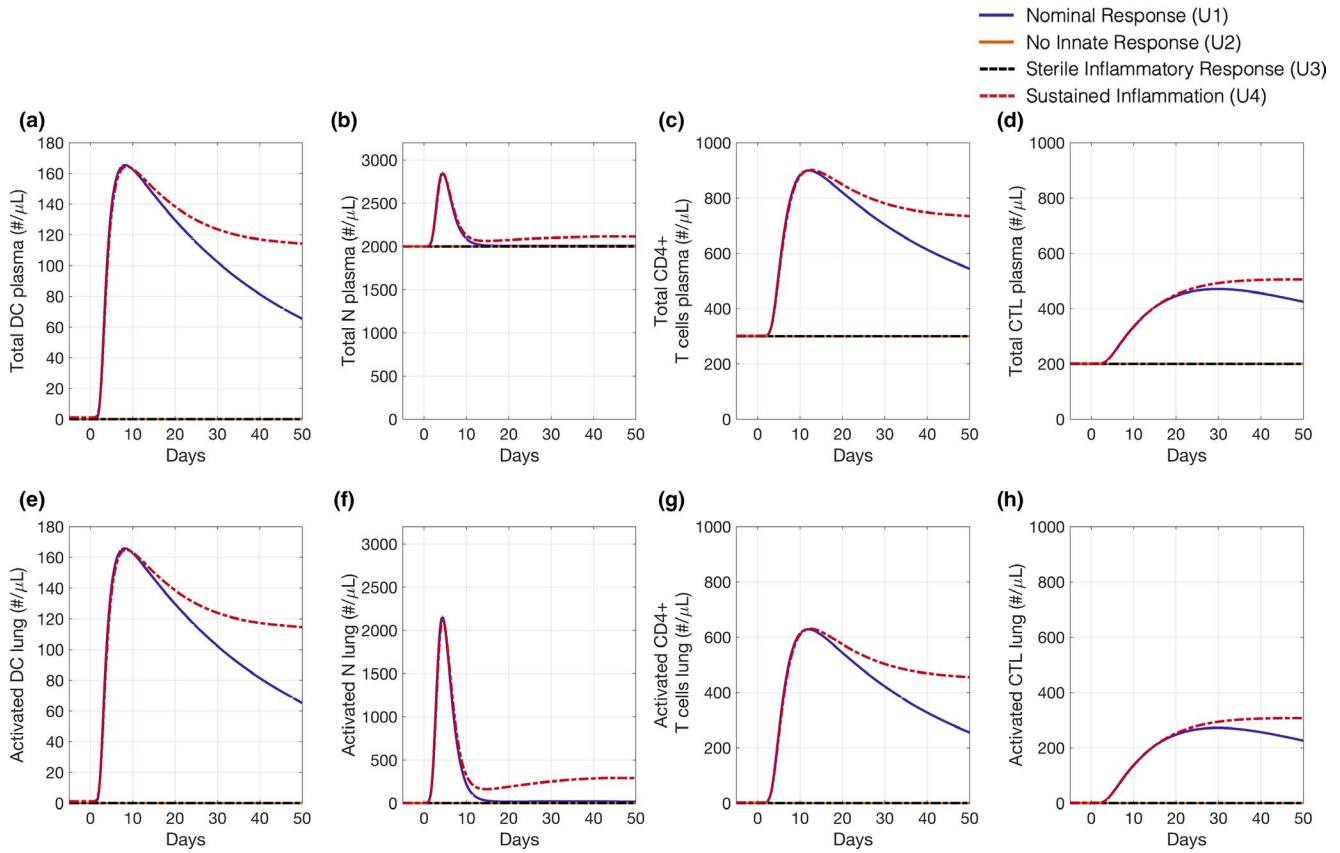 Nominal Response (U1)
No Innate Response (U2)
Sterile Inflammatory Response (U3)
Sustained Inflammation (U4)
(a)
Total DC plasma (#/μL)
180
160
140
120
100
80
60
40
20
0
0 10 20 30 40 50
Days
(b)
Total N plasma (#/μL)
3000
2500
2000
1500
1000
500
0
0 10 20 30 40 50
Days
(c)
Total CD4+
T cells plasma (#/μL)
1000
800
600
400
200
0
0 10 20 30 40 50
Days
(d)
Total CTL plasma (#/μL)
1000
800
600
400
200
0
0 10 20 30 40 50
Days
(e)
Activated DC lung (#/μL)
180
160
140
120
100
80
60
40
20
0
0 10 20 30 40 50
Days
(f)
Activated N lung (#/μL)
3000
2500
2000
1500
1000
500
0
0 10 20 30 40 50
Days
(g)
Activated CD4+
T cells lung (#/μL)
1000
800
600
400
200
0
0 10 20 30 40 50
Days
(h)
Activated CTL lung (#/μL)
1000
800
600
400
200
0
0 10 20 30 40 50
Days